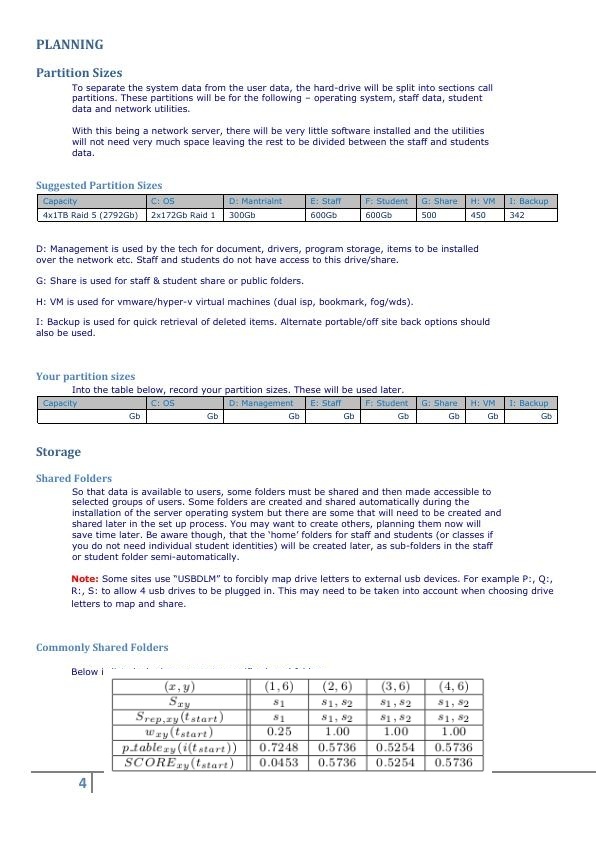 PLANNING
Partition Sizes
To separate the system data from the user data, the hard-drive will be split into sections call
partitions. These partitions will be for the following – operating system, staff data, student
data and network utilities.
With this being a network server, there will be very little software installed and the utilities
will not need very much space leaving the rest to be divided between the staff and students
data.
Suggested Partition Sizes
Capacity C: OS D: Mantriaint E: Staff F: Student G: Share H: VM I: Backup
4x1TB Raid 5 (2792Gb) 2x172Gb Raid 1 300Gb 600Gb 600Gb 500 450 342
D: Management is used by the tech for document, drivers, program storage, items to be installed
over the network etc. Staff and students do not have access to this drive/share.
G: Share is used for staff & student share or public folders.
H: VM is used for vmware/hyper-v virtual machines (dual isp, bookmark, fog/wds).
I: Backup is used for quick retrieval of deleted items. Alternate portable/off site back options should
also be used.
Your partition sizes
Into the table below, record your partition sizes. These will be used later.
Capacity C: OS D: Management E: Staff F: Student G: Share H: VM I: Backup
Gb Gb Gb Gb Gb Gb Gb Gb
Storage
Shared Folders
So that data is available to users, some folders must be shared and then made accessible to
selected groups of users. Some folders are created and shared automatically during the
installation of the server operating system but there are some that will need to be created and
shared later in the set up process. You may want to create others, planning them now will
save time later. Be aware though, that the ‘home’ folders for staff and students (or classes if
you do not need individual student identities) will be created later, as sub-folders in the staff
or student folder semi-automatically.
Note: Some sites use “USBDLM” to forcibly map drive letters to external usb devices. For example P:, Q:,
R:, S: to allow 4 usb drives to be plugged in. This may need to be taken into account when choosing drive
letters to map and share.
Commonly Shared Folders
Below
(x, y) (1, 6) (2, 6) (3, 6) (4, 6)
S_xy s_1 s_1, s_2 s_1, s_2 s_1, s_2
S_rep,xy(t_start) s_1 s_1, s_2 s_1, s_2 s_1, s_2
w_xy(t_start) 0.25 1.00 1.00 1.00
p_table_xy(i(t_start)) 0.7248 0.5736 0.5254 0.5736
SCORE_xy(t_start) 0.0453 0.5736 0.5254 0.5736
4